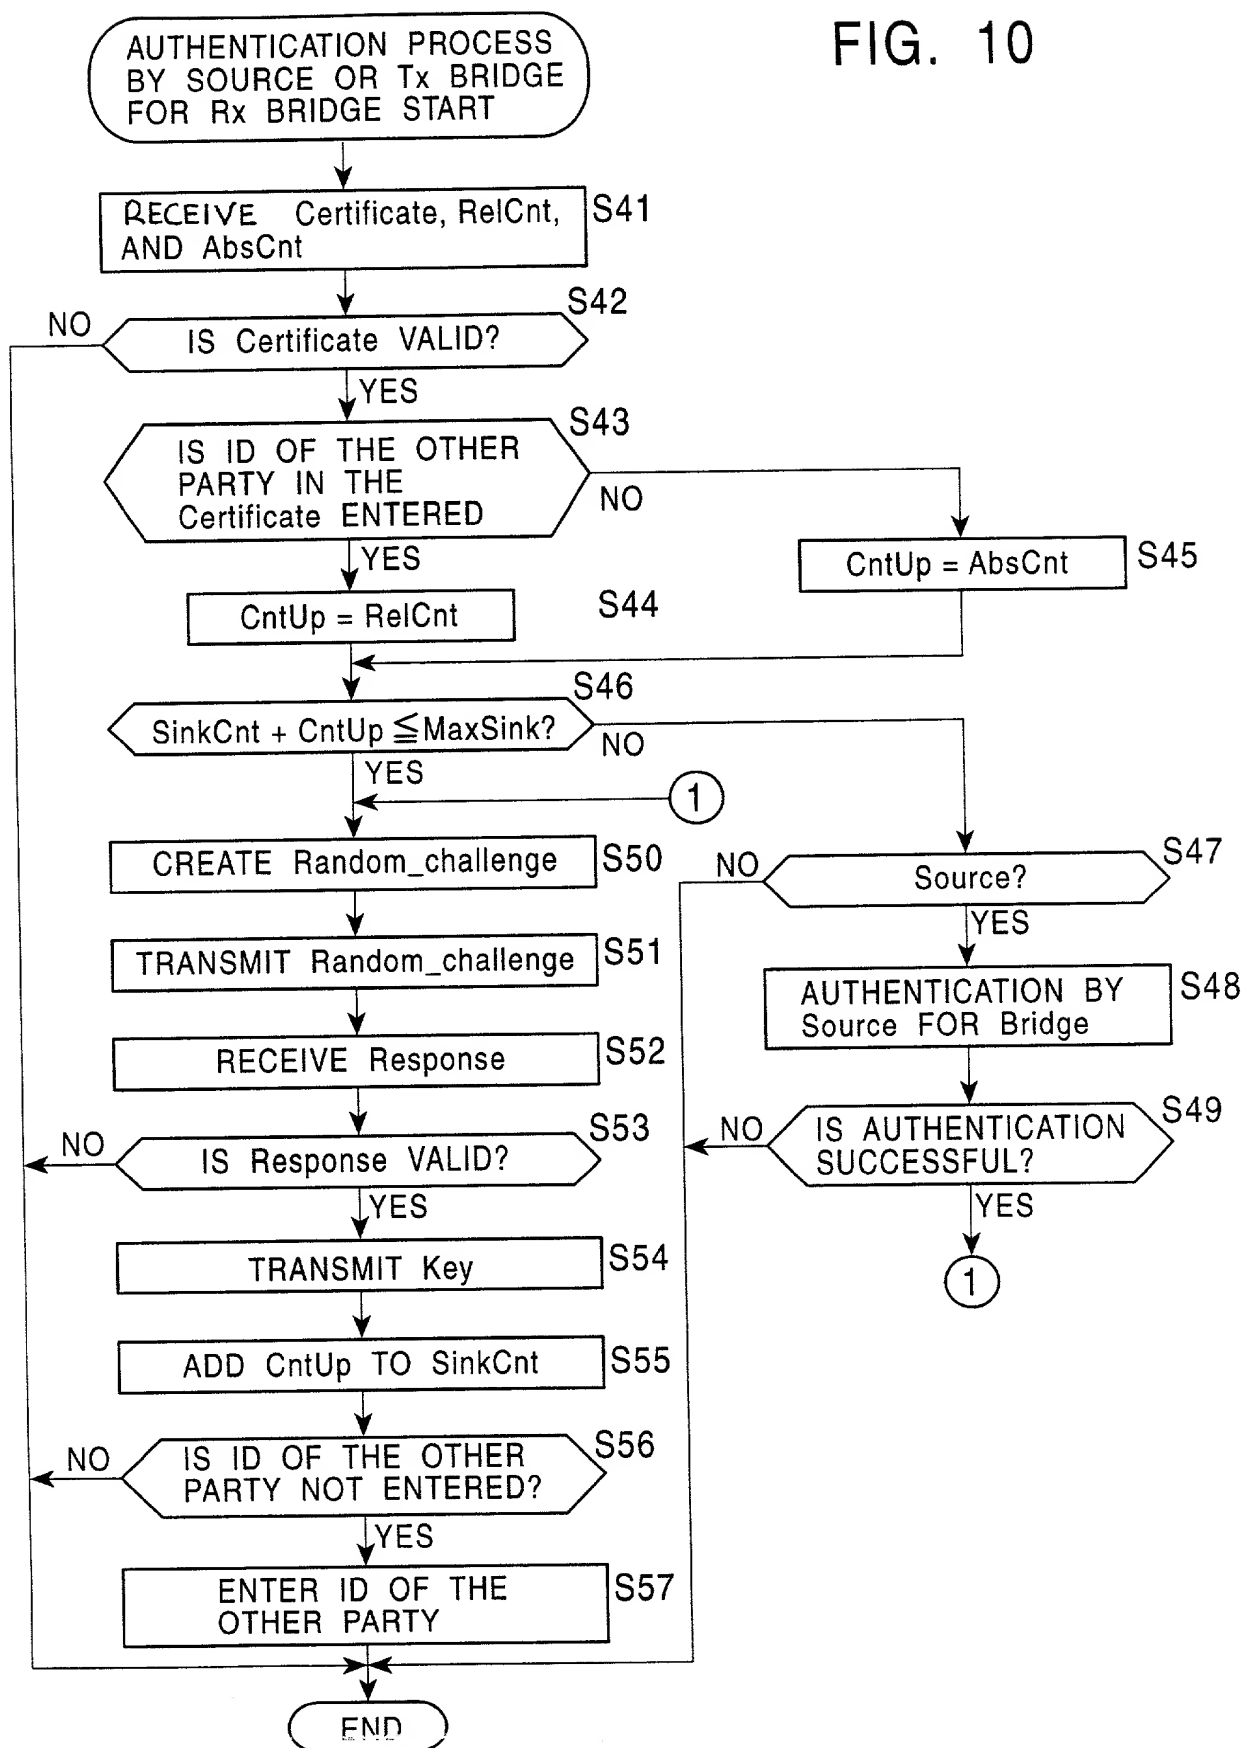 FIG. 10
AUTHENTICATION PROCESS
BY SOURCE OR Tx BRIDGE
FOR Rx BRIDGE START
RECEIVE Certificate, RelCnt,
AND AbsCnt
S41
S42
NO
IS Certificate VALID?
YES
S43
IS ID OF THE OTHER
PARTY IN THE
Certificate ENTERED
NO
YES
CntUp = AbsCnt
S45
CntUp = RelCnt
S44
S46
SinkCnt + CntUp ≦ MaxSink?
NO
YES
1
CREATE Random_challenge
S50
NO
S47
Source?
YES
TRANSMIT Random_challenge
S51
AUTHENTICATION BY
Source FOR Bridge
S48
RECEIVE Response
S52
S53
NO
IS Response VALID?
YES
NO
S49
IS AUTHENTICATION
SUCCESSFUL?
YES
1
TRANSMIT Key
S54
ADD CntUp TO SinkCnt
S55
NO
S56
IS ID OF THE OTHER
PARTY NOT ENTERED?
YES
ENTER ID OF THE
OTHER PARTY
S57
END